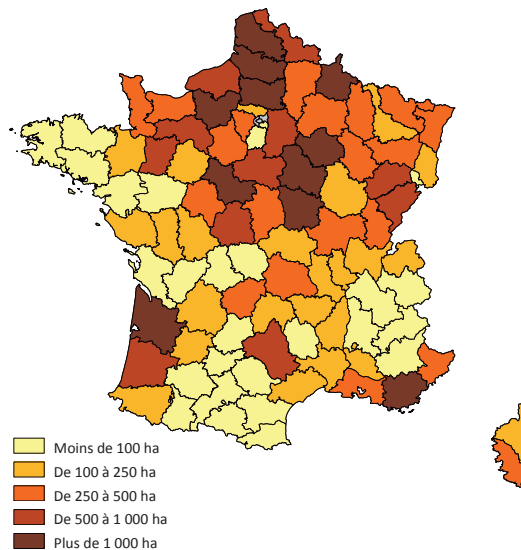 Moins de 100 ha
De 100 à 250 ha
De 250 à 500 ha
De 500 à 1 000 ha
Plus de 1 000 ha